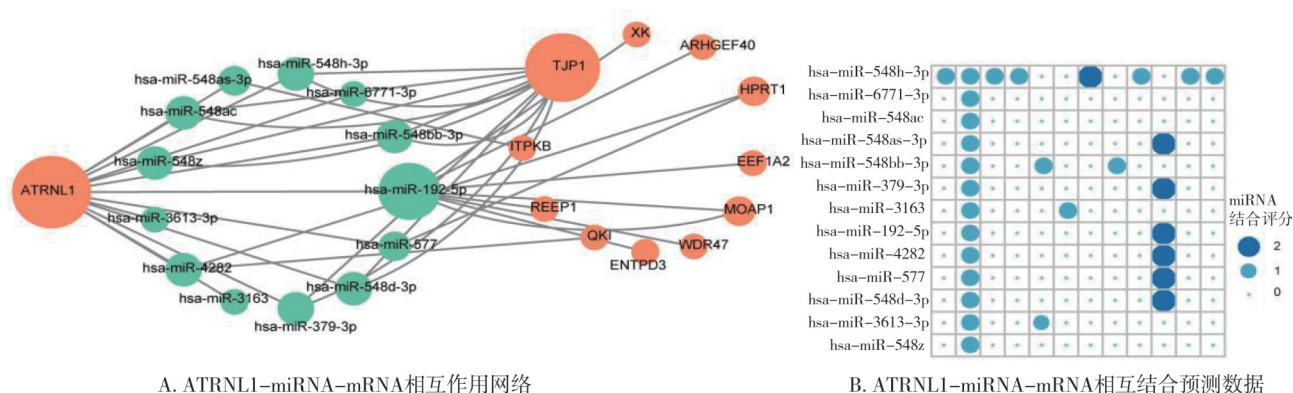 XK
ARHGEF40
TJP1
hsa-miR-548h-3p
hsa-miR-548as-3p
hsa-miR-6771-3p
HPRT1
hsa-miR-548ac
hsa-miR-548bb-3p
ITPKB
hsa-miR-548z
EEF1A2
ATRNL1
hsa-miR-192-5p
REEP1
MOAP1
hsa-miR-3613-3p
QKI
hsa-miR-577
WDR47
ENTPD3
hsa-miR-4282
hsa-miR-548d-3p
hsa-miR-3163
hsa-miR-379-3p
A. ATRNL1-miRNA-mRNA相互作用网络
hsa-miR-548h-3p
hsa-miR-6771-3p
hsa-miR-548ac
hsa-miR-548as-3p
hsa-miR-548bb-3p
hsa-miR-379-3p
hsa-miR-3163
hsa-miR-192-5p
hsa-miR-4282
hsa-miR-577
hsa-miR-548d-3p
hsa-miR-3613-3p
hsa-miR-548z
miRNA
结合评分
2
1
0
B. ATRNL1-miRNA-mRNA相互结合预测数据